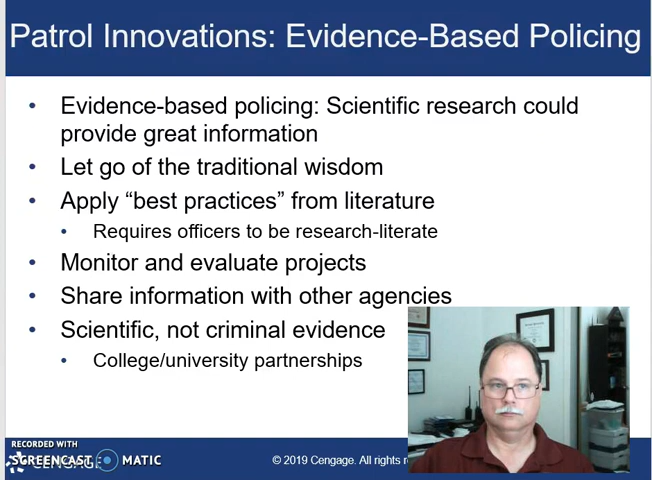 Patrol Innovations: Evidence-Based Policing
• Evidence-based policing: Scientific research could
provide great information
• Let go of the traditional wisdom
• Apply “best practices” from literature
• Requires officers to be research-literate
• Monitor and evaluate projects
• Share information with other agencies
• Scientific, not criminal evidence
• College/university partnerships
RECORDED WITH
SCREENCAST MATIC
CENGAGE
© 2019 Cengage. All rights